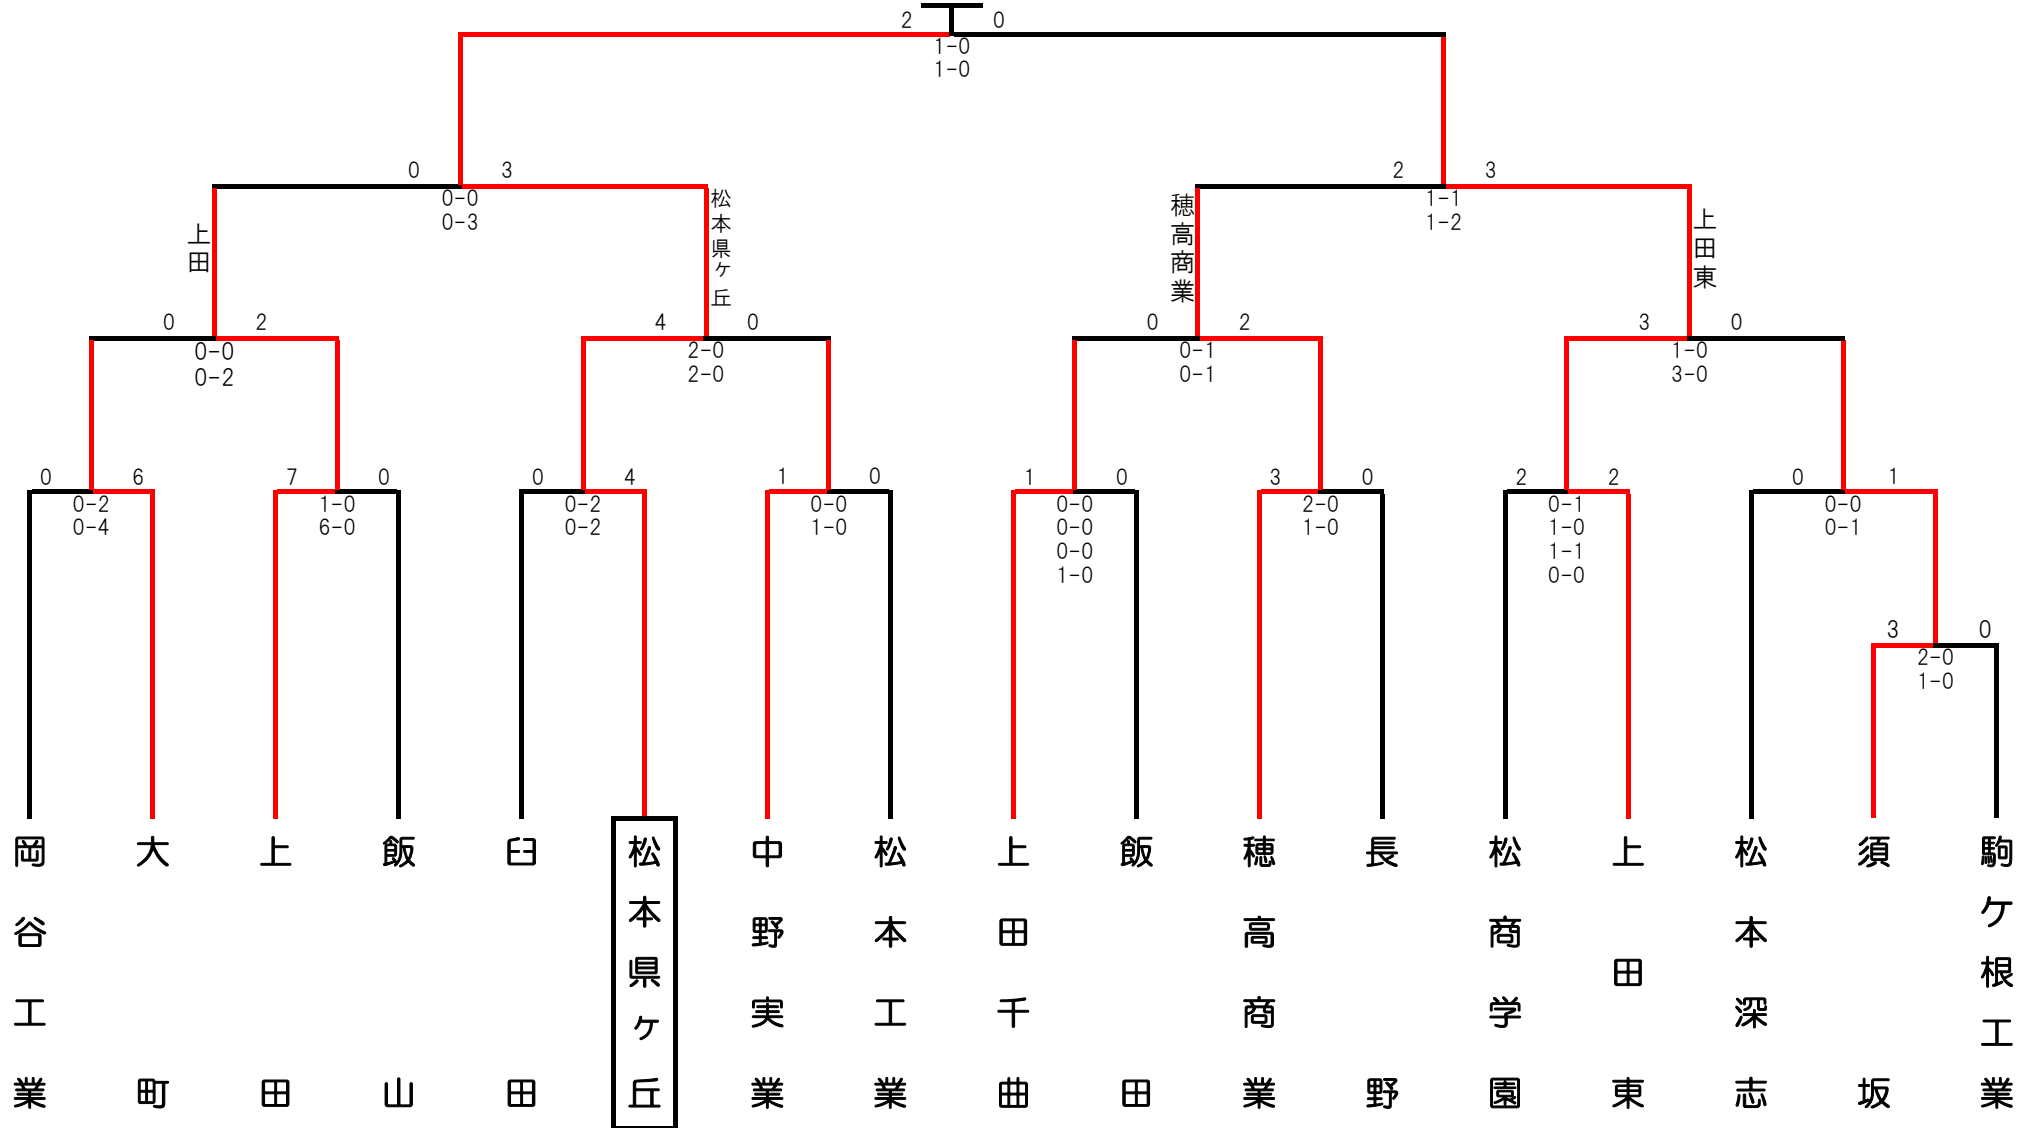 2 0
1-0
1-0
0 3
0-0
0-3
2 3
1-1
1-2
上田
松本県ヶ丘
穂高商業
上田東
0 2
0-0
0-2
4 0
2-0
2-0
0 2
0-1
0-1
3 0
1-0
3-0
0 6
0-2
0-4
7 0
1-0
6-0
0 4
0-2
0-2
1 0
0-0
1-0
1 0
0-0
0-0
0-0
1-0
3 0
2-0
1-0
2 2
0-1
1-0
1-1
0-0
0 1
0-0
0-1
3 0
2-0
1-0
岡谷工業
大町
上田
飯山
臼田
松本県ヶ丘
中野実業
松本工業
上田千曲
飯田
穂高商業
長野
松商学園
上田東
松本深志
須坂
駒ケ根工業